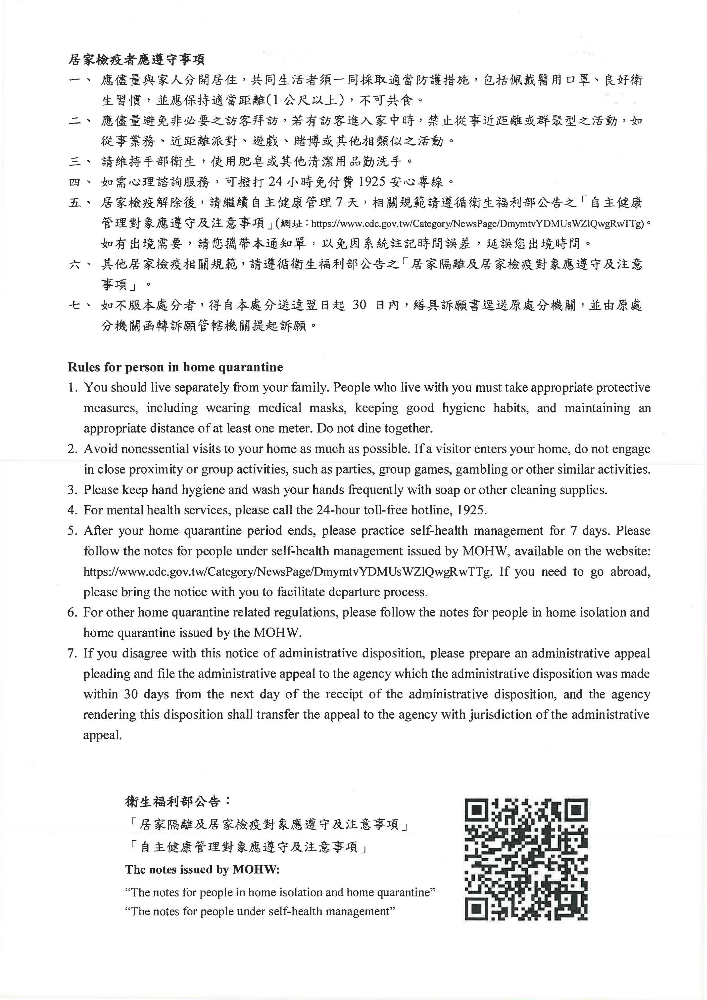 居家檢疫者應遵守事項
一、 應儘量與家人分開居住，共同生活者須一同採取適當防護措施，包括佩戴醫用口罩、良好衛
生習慣，並應保持適當距離(1 公尺以上)，不可共食。
二、 應儘量避免非必要之訪客拜訪，若有訪客進入家中時，禁止從事近距離或群聚型之活動，如
從事業務、近距離派對、遊戲、賭博或其他相類似之活動。
三、 請維持手部衛生，使用肥皂或其他清潔用品勤洗手。
四、 如需心理諮詢服務，可撥打 24 小時免付費 1925 安心專線。
五、 居家檢疫解除後，請繼續自主健康管理 7 天，相關規範請遵循衛生福利部公告之「自主健康
管理對象應遵守及注意事項」(網址：https://www.cdc.gov.tw/Category/NewsPage/DmymtvYDMUsWZlQwgRwTTg)。
如有出境需要，請您攜帶本通知單，以免因系統註記時間誤差，延誤您出境時間。
六、 其他居家檢疫相關規範，請遵循衛生福利部公告之「居家隔離及居家檢疫對象應遵守及注意
事項」。
七、 如不服本處分者，得自本處分送達翌日起 30 日內，繕具訴願書逕送原處分機關，並由原處
分機關函轉訴願管轄機關提起訴願。
Rules for person in home quarantine
1. You should live separately from your family. People who live with you must take appropriate protective
measures, including wearing medical masks, keeping good hygiene habits, and maintaining an
appropriate distance of at least one meter. Do not dine together.
2. Avoid nonessential visits to your home as much as possible. If a visitor enters your home, do not engage
in close proximity or group activities, such as parties, group games, gambling or other similar activities.
3. Please keep hand hygiene and wash your hands frequently with soap or other cleaning supplies.
4. For mental health services, please call the 24-hour toll-free hotline, 1925.
5. After your home quarantine period ends, please practice self-health management for 7 days. Please
follow the notes for people under self-health management issued by MOHW, available on the website:
https://www.cdc.gov.tw/Category/NewsPage/DmymtvYDMUsWZlQwgRwTTg. If you need to go abroad,
please bring the notice with you to facilitate departure process.
6. For other home quarantine related regulations, please follow the notes for people in home isolation and
home quarantine issued by the MOHW.
7. If you disagree with this notice of administrative disposition, please prepare an administrative appeal
pleading and file the administrative appeal to the agency which the administrative disposition was made
within 30 days from the next day of the receipt of the administrative disposition, and the agency
rendering this disposition shall transfer the appeal to the agency with jurisdiction of the administrative
appeal.
衛生福利部公告：
「居家隔離及居家檢疫對象應遵守及注意事項」
「自主健康管理對象應遵守及注意事項」
The notes issued by MOHW:
“The notes for people in home isolation and home quarantine”
“The notes for people under self-health management”